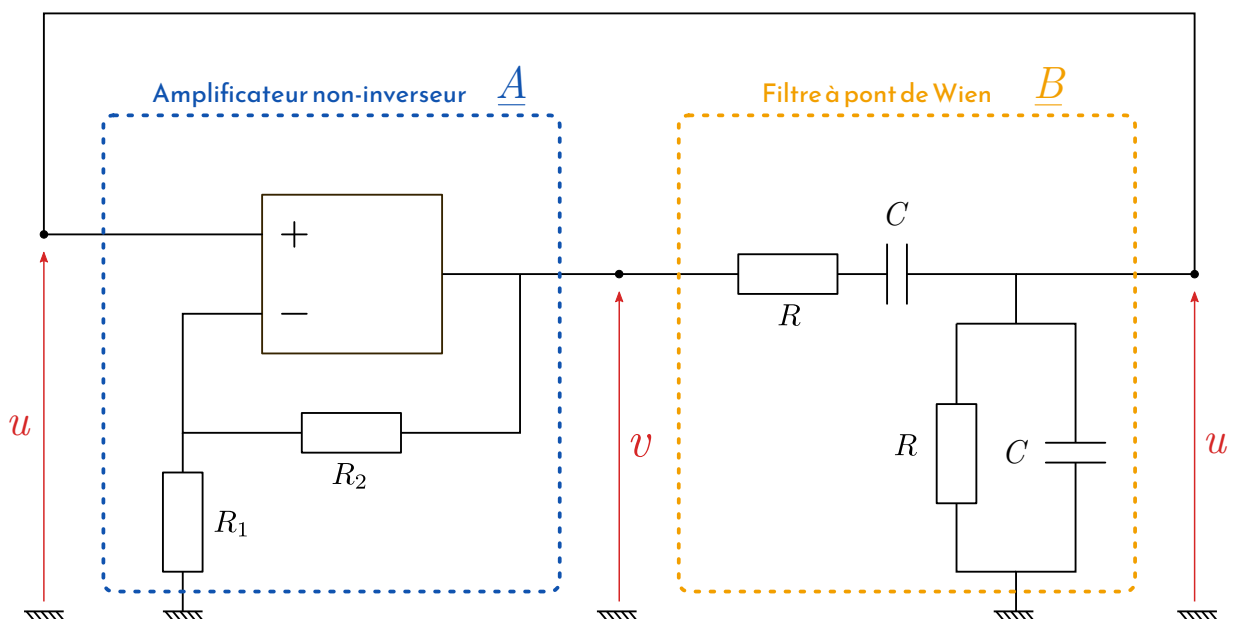 Amplificateur non-inverseur A
Filtre à pont de Wien B
+
C
R
−
u
R₂
v
R
C
u
R₁